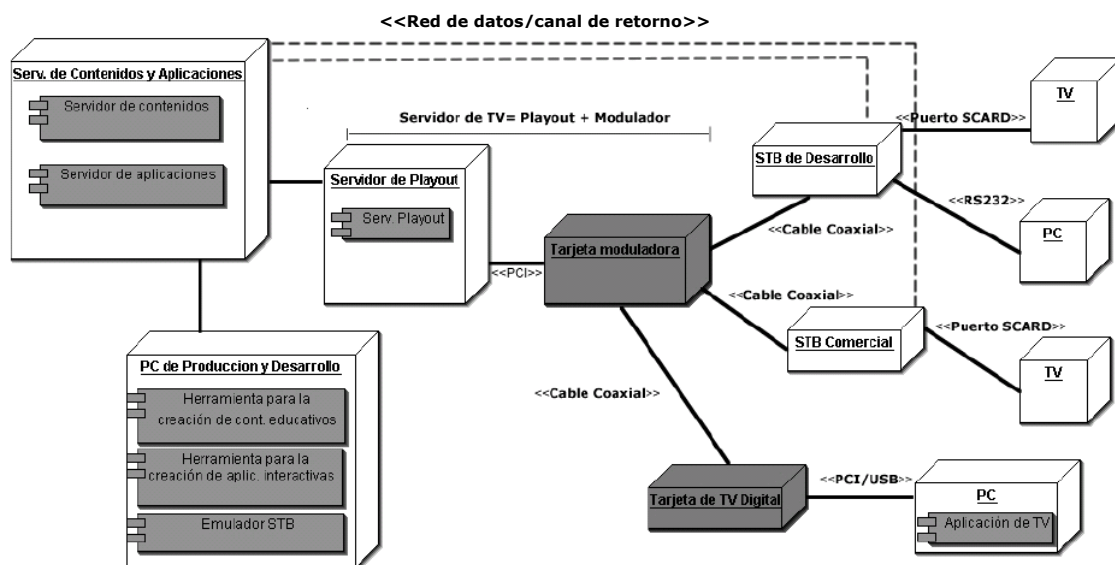 <<Red de datos/canal de retorno>>
Serv. de Contenidos y Aplicaciones
Servidor de contenidos
Servidor de aplicaciones
Servidor de TV= Playout + Modulador
Servidor de Playout
Serv. Playout
<<PCI>>
Tarjeta moduladora
<<Cable Coaxial>>
STB de Desarrollo
<<Puerto SCARD>>
TV
<<RS232>>
PC
<<Cable Coaxial>>
STB Comercial
<<Puerto SCARD>>
TV
<<Cable Coaxial>>
Tarjeta de TV Digital
<<PCI/USB>>
PC
Aplicación de TV
PC de Produccion y Desarrollo
Herramienta para la
creación de cont. educativos
Herramienta para la
creación de aplic. interactivas
Emulador STB